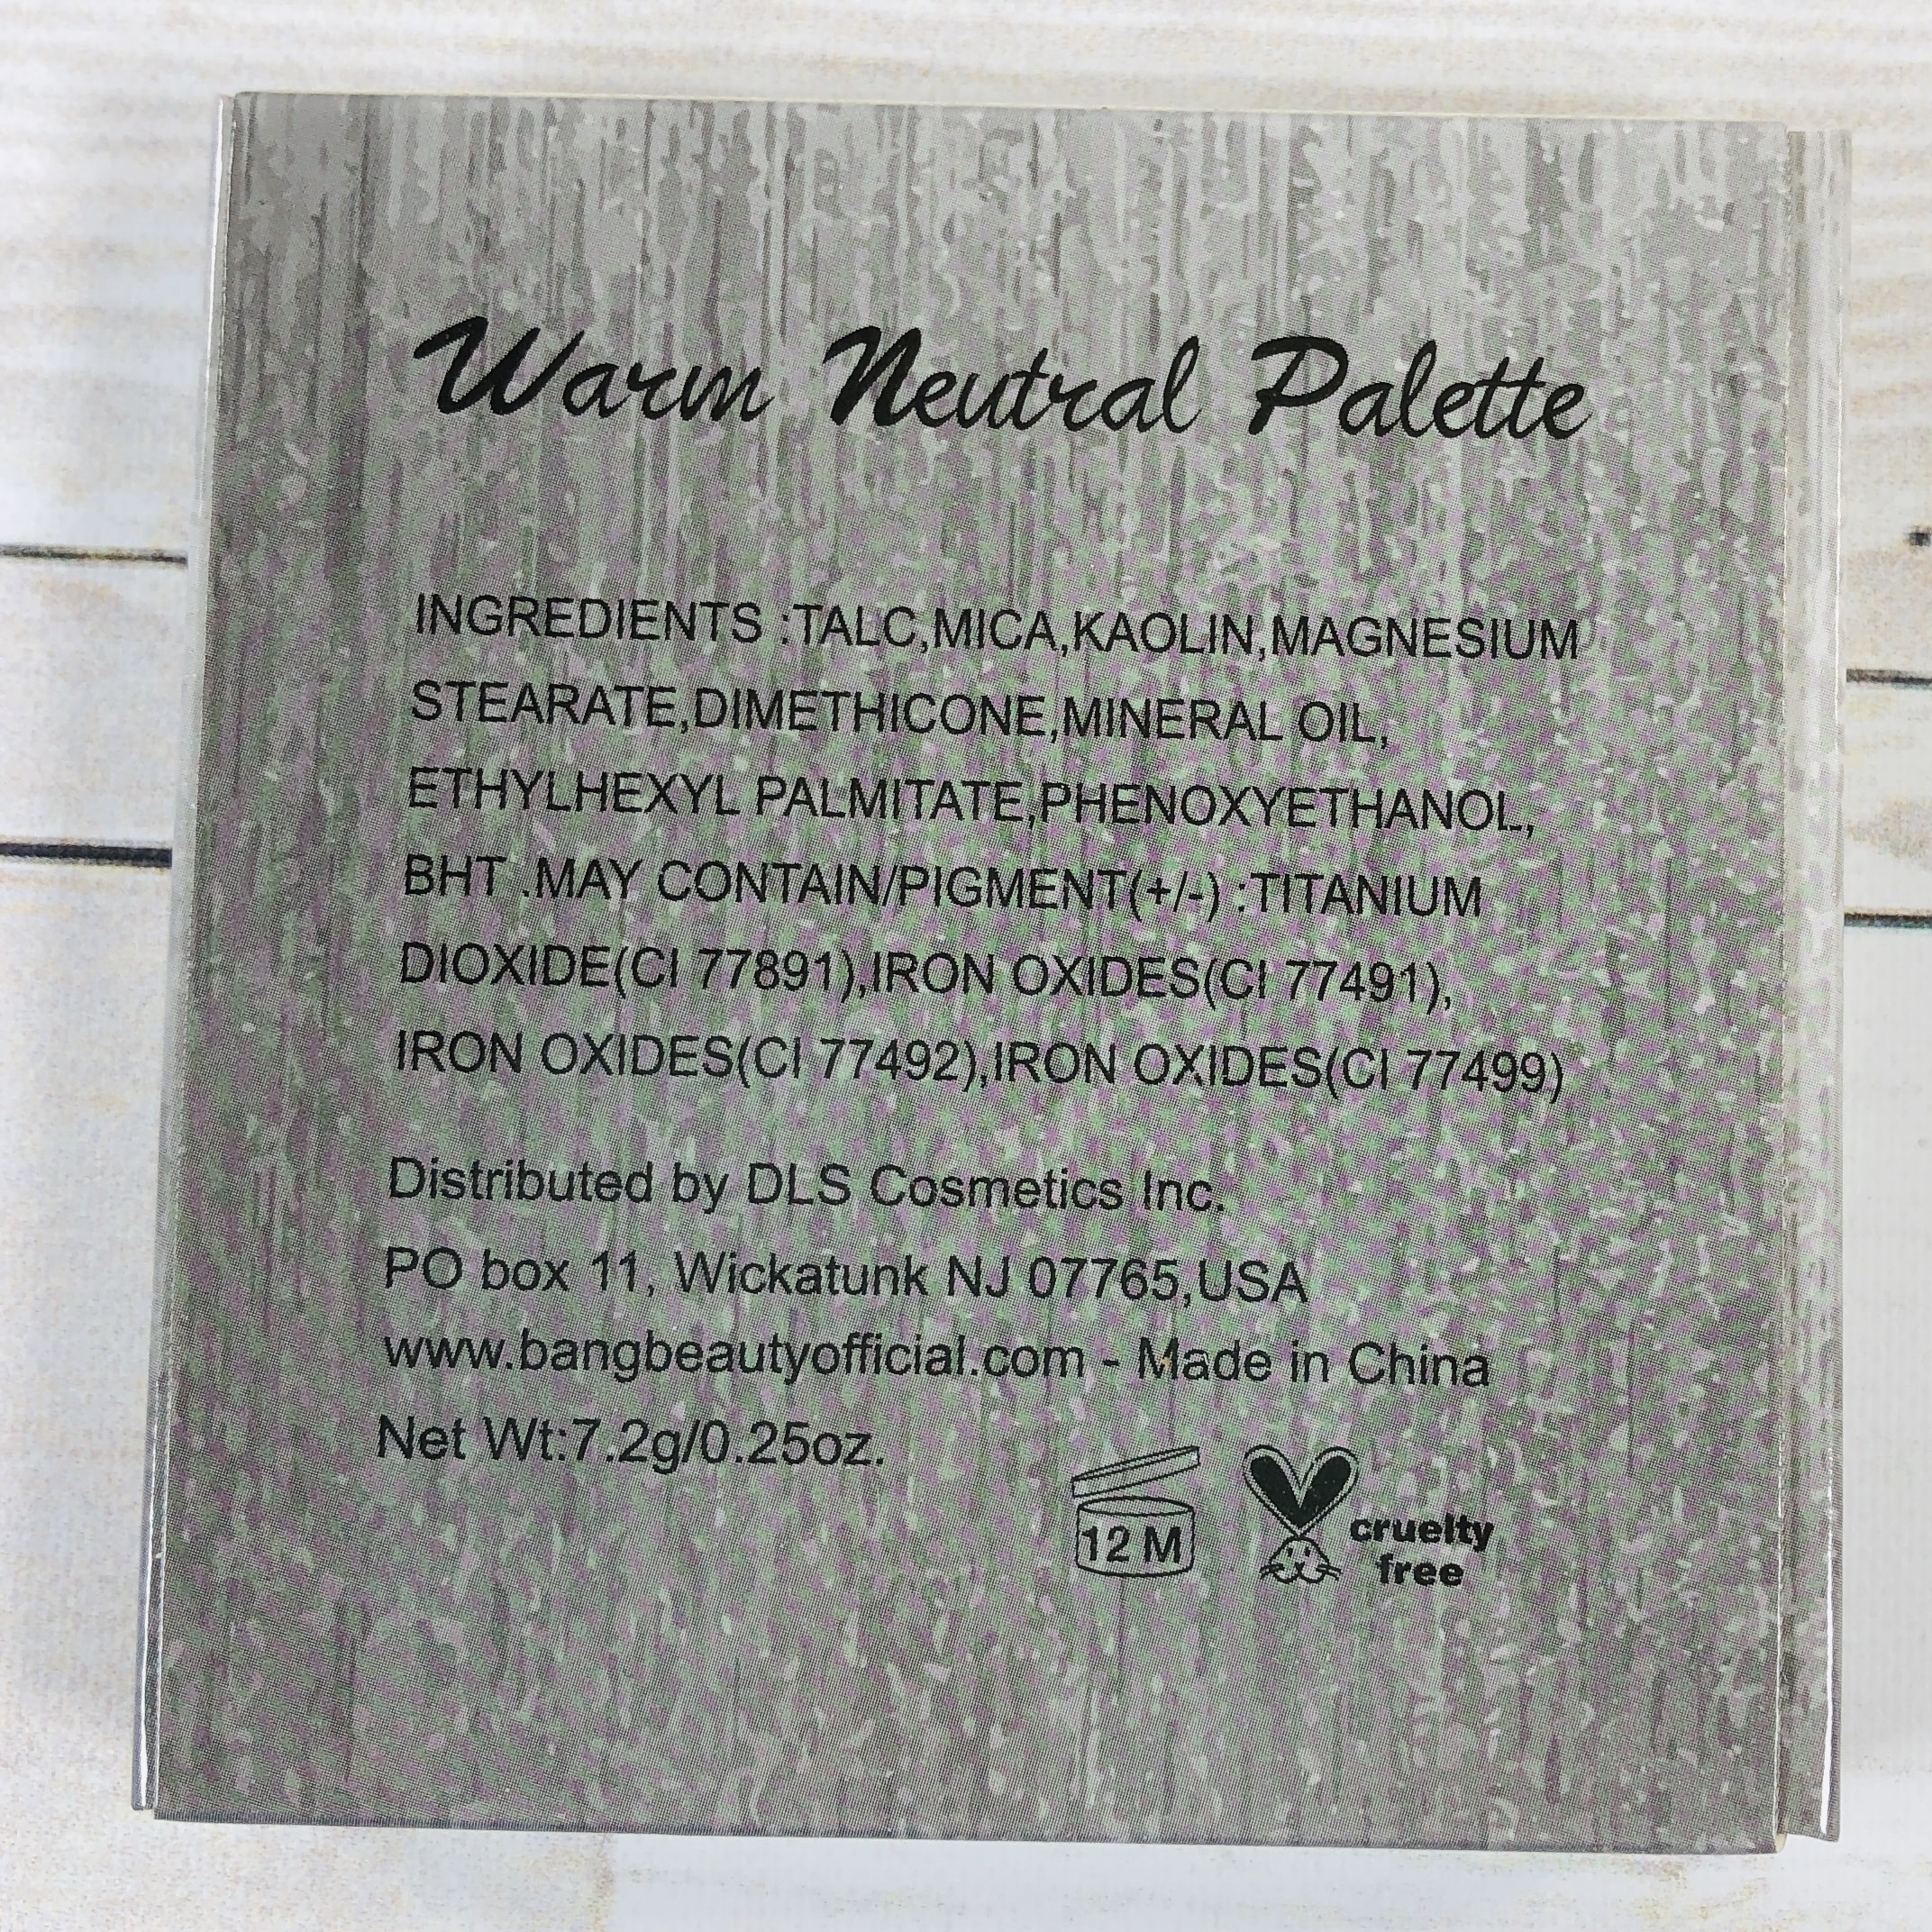 Warm Neutral Palette
INGREDIENTS :TALC,MICA,KAOLIN,MAGNESIUM
STEARATE,DIMETHICONE,MINERAL OIL,
ETHYLHEXYL PALMITATE,PHENOXYETHANOL,
BHT .MAY CONTAIN/PIGMENT(+/-) :TITANIUM
DIOXIDE(CI 77891),IRON OXIDES(CI 77491),
IRON OXIDES(CI 77492),IRON OXIDES(CI 77499)
Distributed by DLS Cosmetics Inc.
PO box 11, Wickatunk NJ 07765,USA
www.bangbeautyofficial.com - Made in China
Net Wt:7.2g/0.25oz.
12 M
cruelty
free